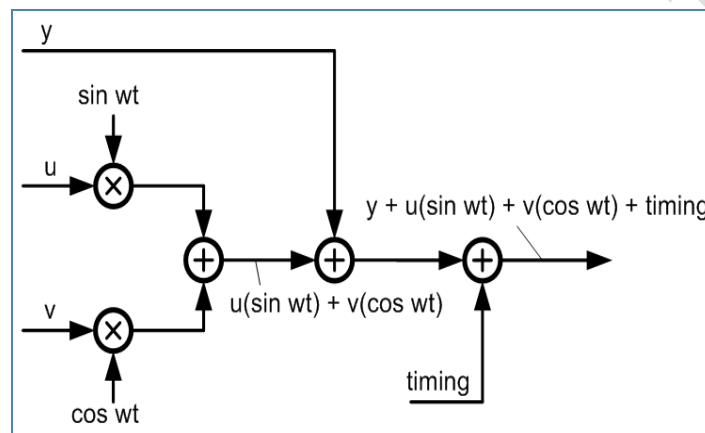 y
sin wt
u
y + u(sin wt) + v(cos wt) + timing
v
u(sin wt) + v(cos wt)
timing
cos wt